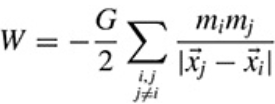 $W = -\frac{G}{2} \sum_{\substack{i,j \\ j \neq i}} \frac{m_i m_j}{|\vec{x}_j - \vec{x}_i|}$